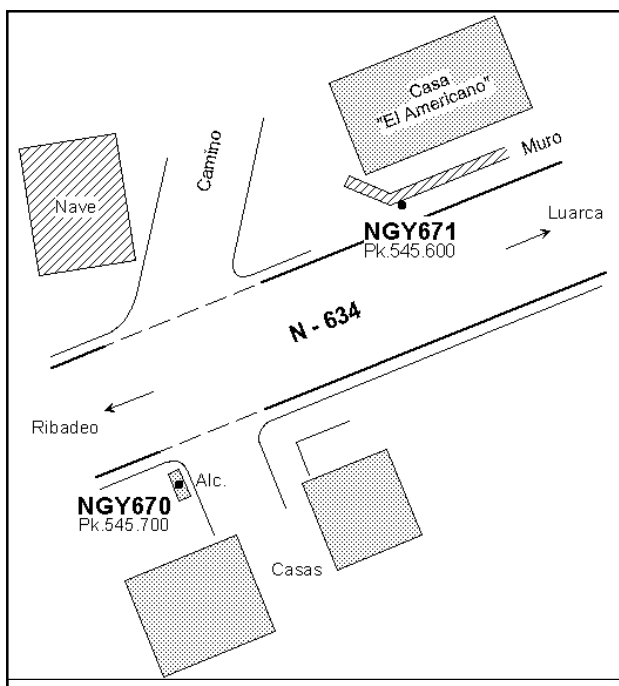 Casa
"El Americano"
Camino
Muro
Nave
NGY671
Pk.545.600
Luarca
N - 634
Ribadeo
Alc.
NGY670
Pk.545.700
Casas